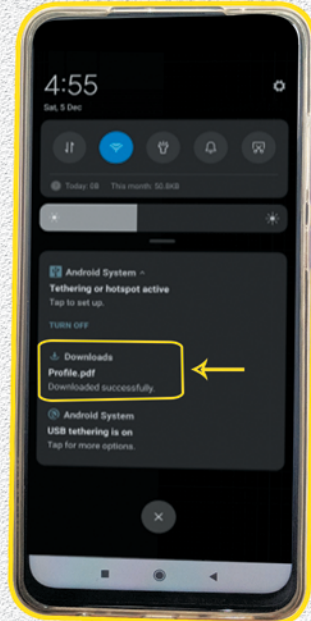 4:55
Sat, 5 Dec
Today: 0B This month: 50.8KB
Android System
Tethering or hotspot active
Tap to set up.
TURN OFF
Downloads
Profile.pdf
Downloaded successfully.
Android System
USB tethering is on
Tap for more options.